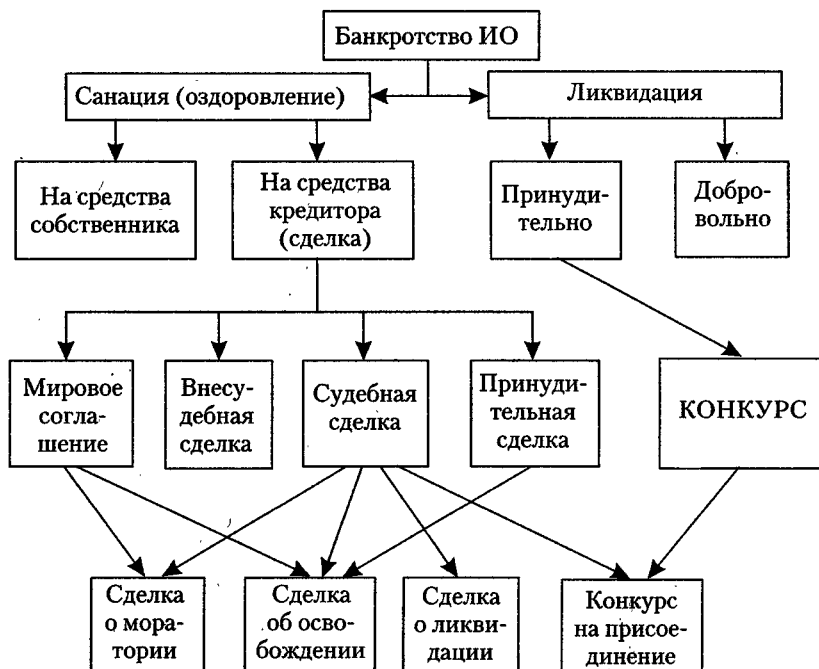 Банкротство ИО
Санация (оздоровление)
Ликвидация
На средства
собственника
На средства
кредитора
(сделка)
Принуди-
тельно
Добро-
вольно
Мировое
согла-
шение
Внесу-
дебная
сделка
Судебная
сделка
Принуди-
тельная
сделка
КОНКУРС
Сделка
о мора-
тории
Сделка
об осво-
бождении
Сделка
о ликви-
дации
Конкурс
на присое-
динение